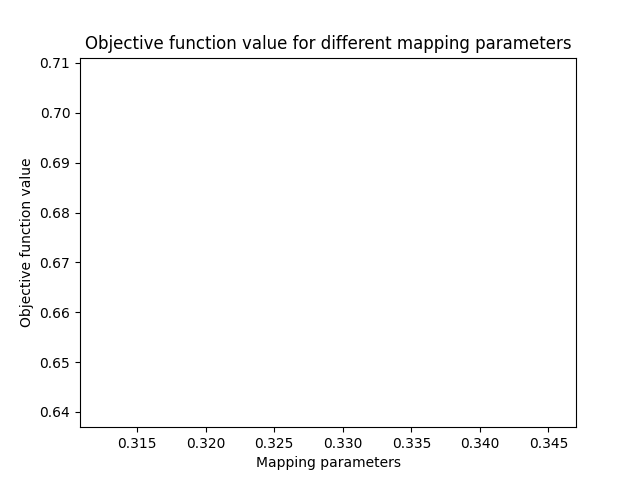 Objective function value for different mapping parameters
0.71
0.70
0.69
0.68
0.67
0.66
0.65
0.64
Objective function value
0.315 0.320 0.325 0.330 0.335 0.340 0.345
Mapping parameters